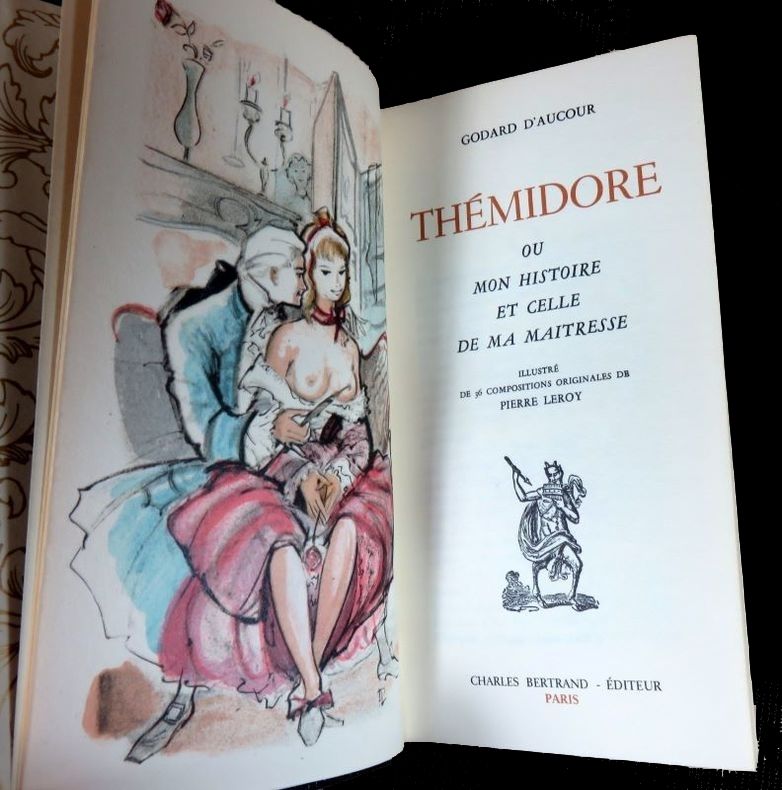 GODARD D'AUCOUR
THÉMIDORE
OU
MON HISTOIRE
ET CELLE
DE MA MAITRESSE
ILLUSTRÉ
DE 36 COMPOSITIONS ORIGINALES DE
PIERRE LEROY
CHARLES BERTRAND - ÉDITEUR
PARIS